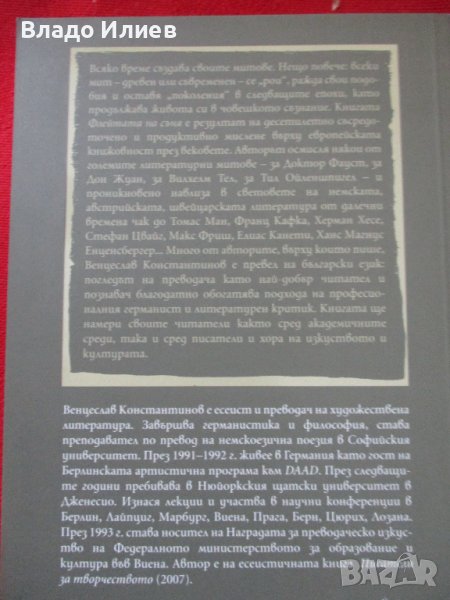 Владо Илиев
Всяко време създава своите митове. Нещо повече: всеки
мит – древен или съвременен – се „рои“, ражда свои подо-
бия и оставя „поколения“ в следващите епохи, като
продължава живота си в човешкото съзнание. Книгата
Флейтата на съня е резултат на десетилетно съсредо-
точено и продуктивно мислене върху европейската
книжовност през вековете. Авторът осмисля някои от
големите литературни митове – за Доктор Фауст, за
Дон Жуан, за Вилхелм Тел, за Тил Ойленшпигел – и
проникновено навлиза в световете на немската,
австрийската, швейцарската литература от далечни
времена чак до Томас Ман, Франц Кафка, Херман Хесе,
Стефан Цвайг, Макс Фриш, Елиас Канети, Ханс Магнус
Енценсбергер... Много от авторите, върху които пише,
Венцеслав Константинов е превел на български език:
погледът на преводача като най-добър читател и
познавач благодатно обогатява подхода на професио-
налния германист и литературен критик. Книгата ще
намери своите читатели както сред академичните
среди, така и сред писатели и хора на изкуството и
културата.
Венцеслав Константинов е есеист и преводач на художествена
литература. Завършва германистика и философия, става
преподавател по превод на немскоезична поезия в Софийския
университет. През 1991–1992 г. живее в Германия като гост на
Берлинската артистична програма към DAAD. През следващи-
те години пребивава в Нюйоркския щатски университет в
Дженесио. Изнася лекции и участва в научни конференции в
Берлин, Лайпциг, Марбург, Виена, Прага, Берн, Цюрих, Лозана.
През 1993 г. става носител на Наградата за преводаческо изкус-
тво на Федералното министерството за образование и
култура във Виена. Автор е на есеистичната книга Писатели
за творчеството (2007).
bazar.bg